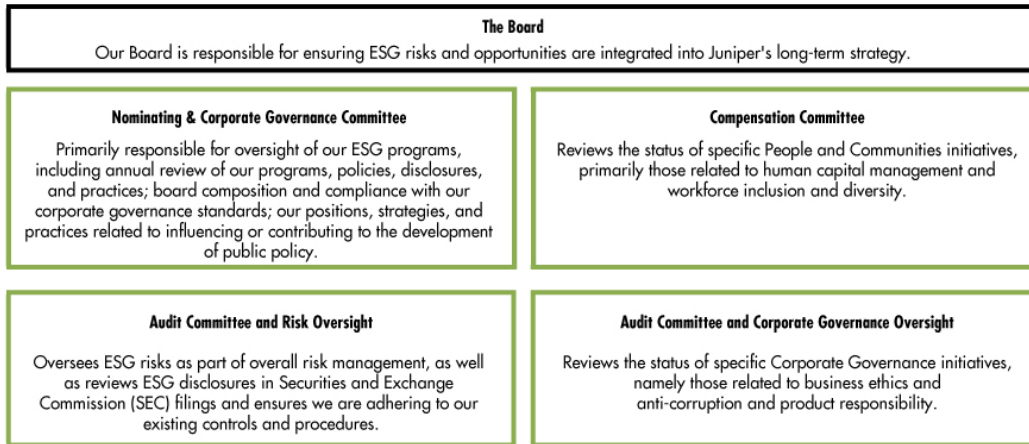 The Board
Our Board is responsible for ensuring ESG risks and opportunities are integrated into Juniper's long-term strategy.
Nominating & Corporate Governance Committee
Primarily responsible for oversight of our ESG programs,
including annual review of our programs, policies, disclosures,
and practices; board composition and compliance with our
corporate governance standards; our positions, strategies, and
practices related to influencing or contributing to the development
of public policy.
Compensation Committee
Reviews the status of specific People and Communities initiatives,
primarily those related to human capital management and
workforce inclusion and diversity.
Audit Committee and Risk Oversight
Oversees ESG risks as part of overall risk management, as well
as reviews ESG disclosures in Securities and Exchange
Commission (SEC) filings and ensures we are adhering to our
existing controls and procedures.
Audit Committee and Corporate Governance Oversight
Reviews the status of specific Corporate Governance initiatives,
namely those related to business ethics and
anti-corruption and product responsibility.